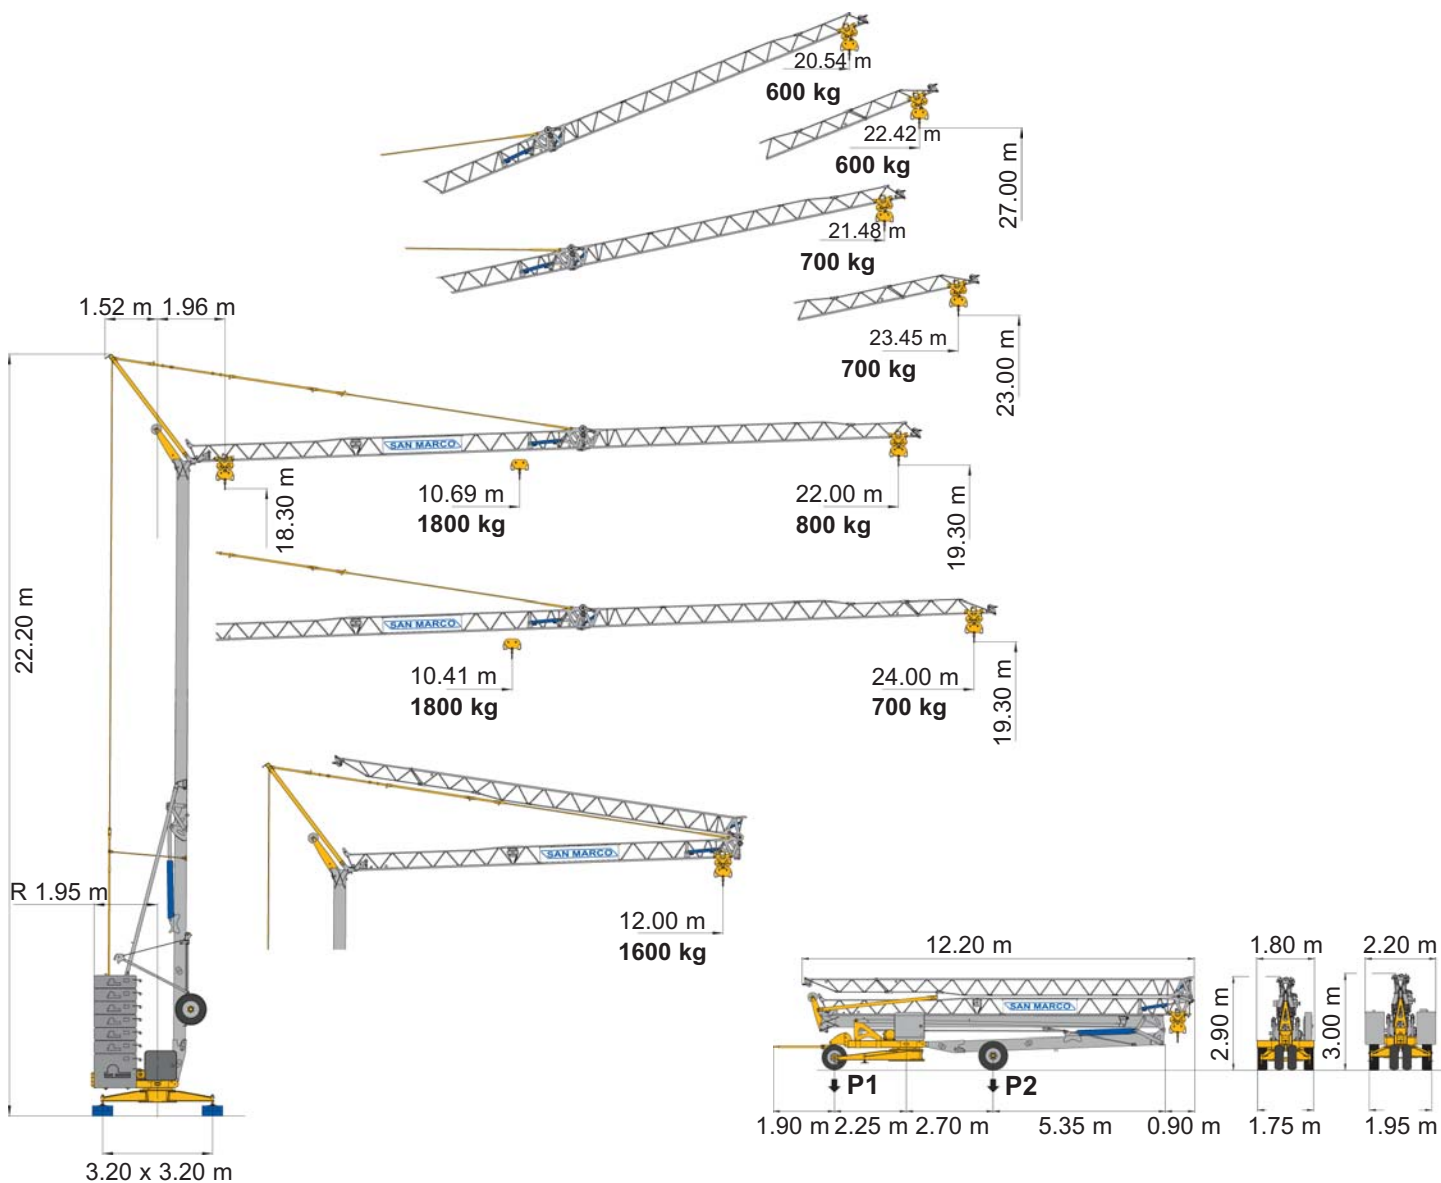 20.54 m
600 kg
22.42 m
600 kg
27.00 m
21.48 m
700 kg
23.45 m
700 kg
23.00 m
1.52 m
1.96 m
SAN MARCO
18.30 m
10.69 m
1800 kg
22.00 m
800 kg
19.30 m
22.20 m
SAN MARCO
10.41 m
1800 kg
24.00 m
700 kg
19.30 m
SAN MARCO
R 1.95 m
12.00 m
1600 kg
12.20 m
1.80 m
2.20 m
SAN MARCO
2.90 m
3.00 m
P1
P2
1.90 m
2.25 m
2.70 m
5.35 m
0.90 m
1.75 m
1.95 m
3.20 x 3.20 m